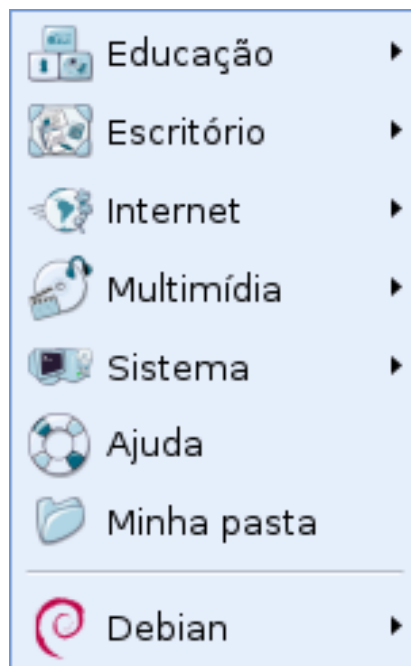 Educação
Escritório
Internet
Multimídia
Sistema
Ajuda
Minha pasta
Debian